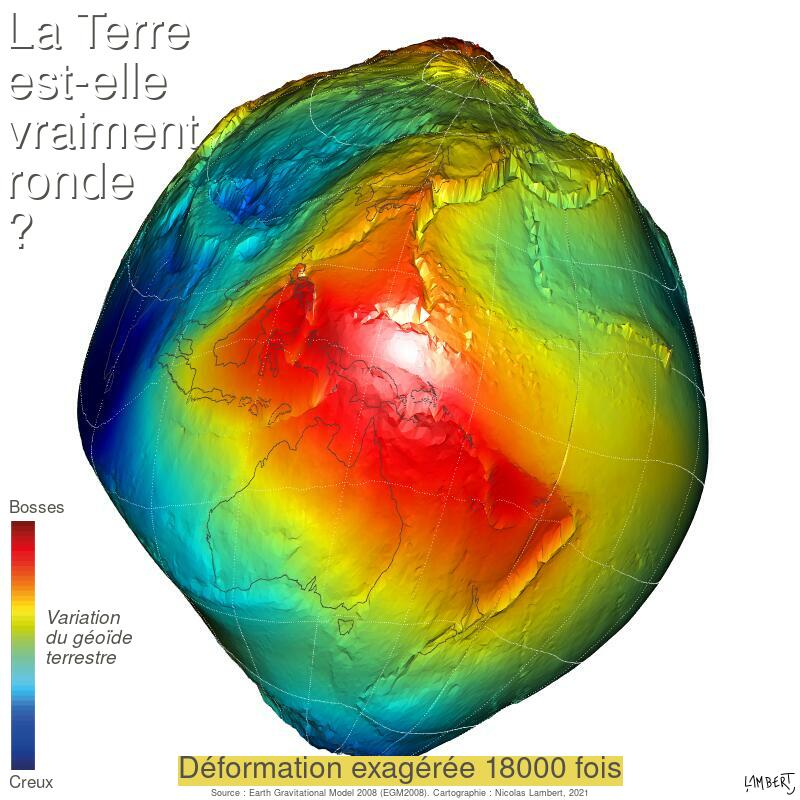 La Terre
est-elle
vraiment
ronde
?
Bosses
Variation
du géoïde
terrestre
Creux
Déformation exagérée 18000 fois
Source : Earth Gravitational Model 2008 (EGM2008). Cartographie : Nicolas Lambert, 2021
LAMBERT